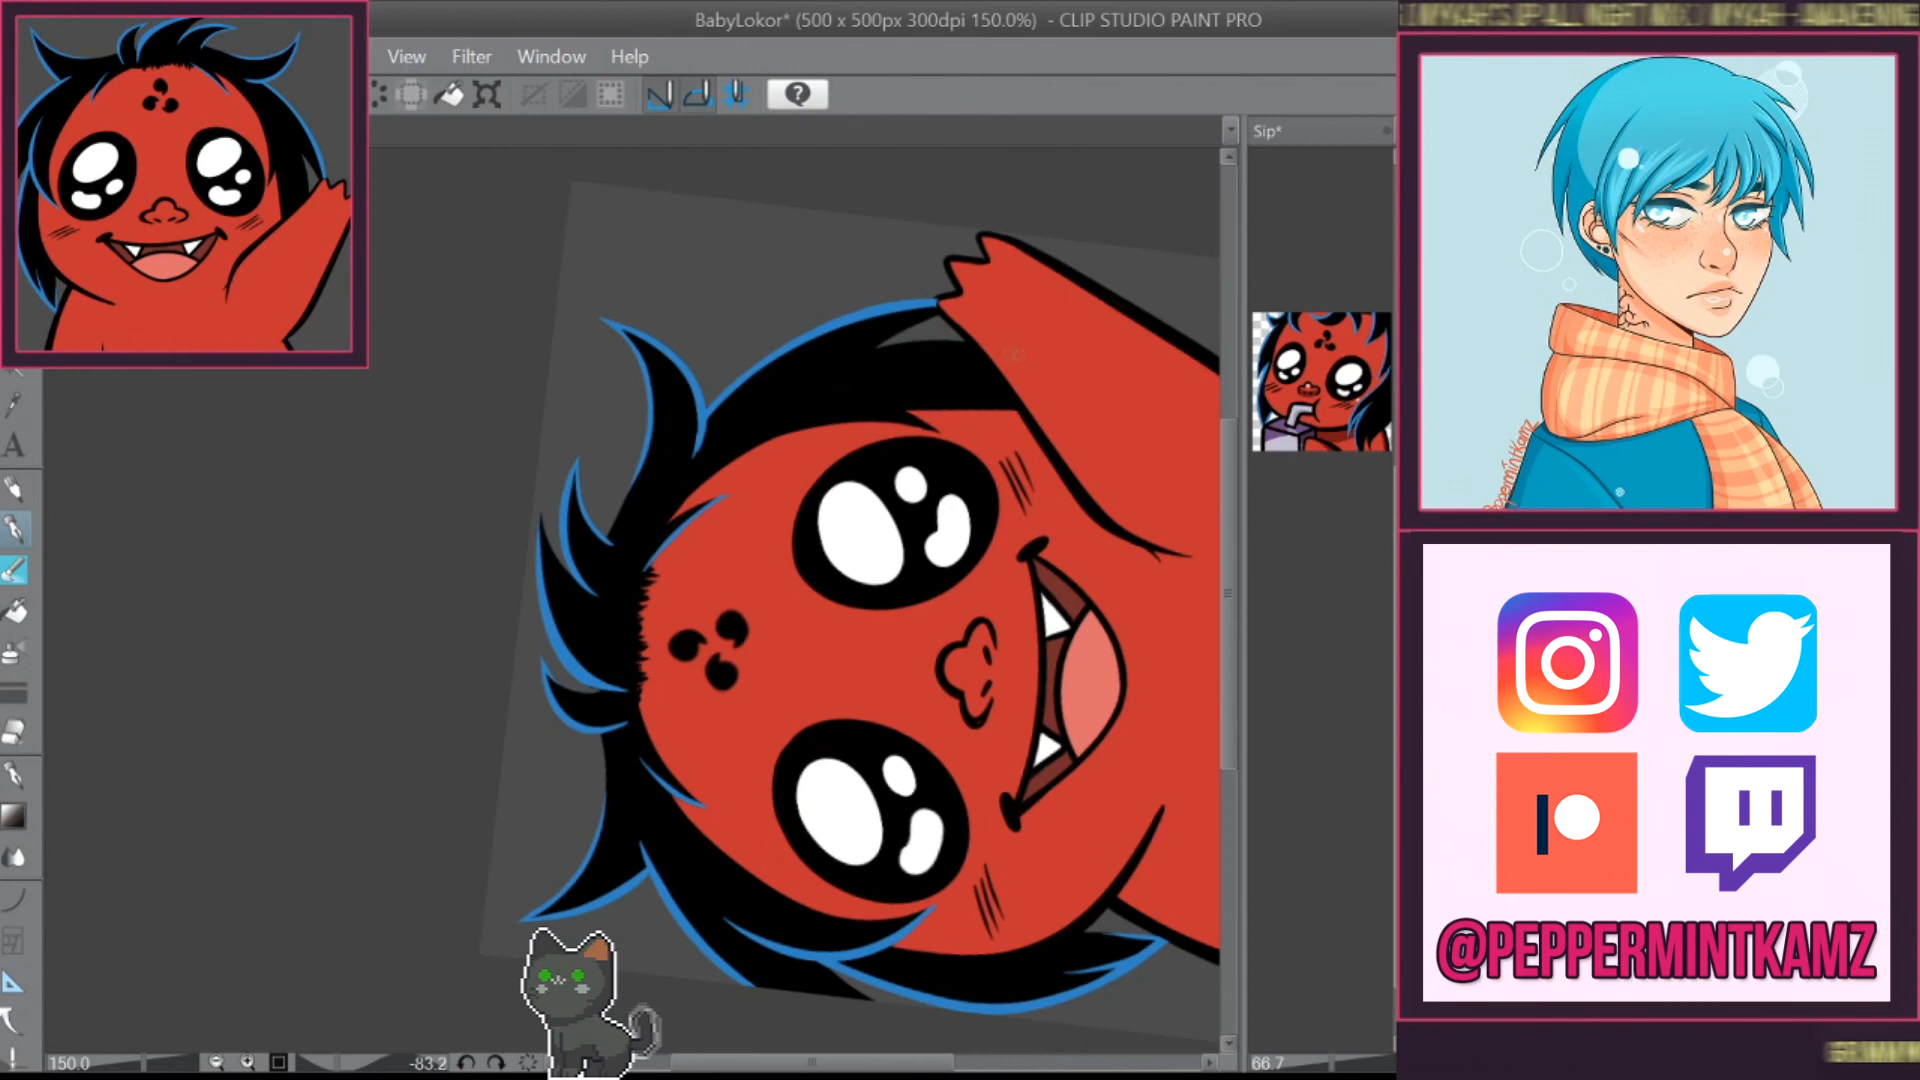 BabyLokor* (500 x 500px 300dpi 150.0%) - CLIP STUDIO PAINT PRO
View Filter Window Help
Sip*
A
PeppermintKamz
@PEPPERMINTKAMZ
150.0
-83.2
66.7